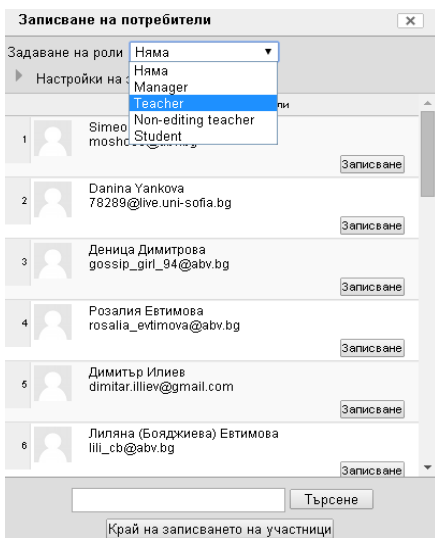 Записване на потребители
Задаване на роли Няма
Няма
Настройки на
Manager
Teacher
ли
Non-editing teacher
Student
1
Simeo
Записване
2
Danina Yankova
78289@live.uni-sofia.bg
Записване
3
Деница Димитрова
gossip_girl_94@abv.bg
Записване
4
Розалия Евтимова
rosalia_evtimova@abv.bg
Записване
5
Димитър Илиев
dimitar.illiev@gmail.com
Записване
6
Лиляна (Бояджиева) Евтимова
lili_cb@abv.bg
Записване
Търсене
Край на записването на участници